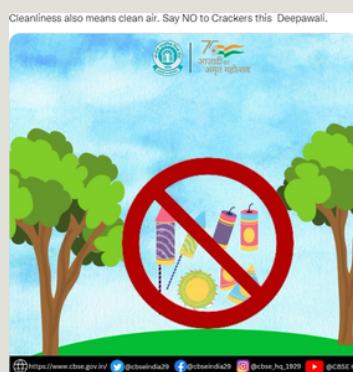 Cleanliness also means clean air. Say NO to Crackers this Deepawali.
आज़ादी का
अमृत महोत्सव
https://www.cbse.gov.in/ @cbseindia29 @cbseindia29 @cbse_hq_1929 @CBSE